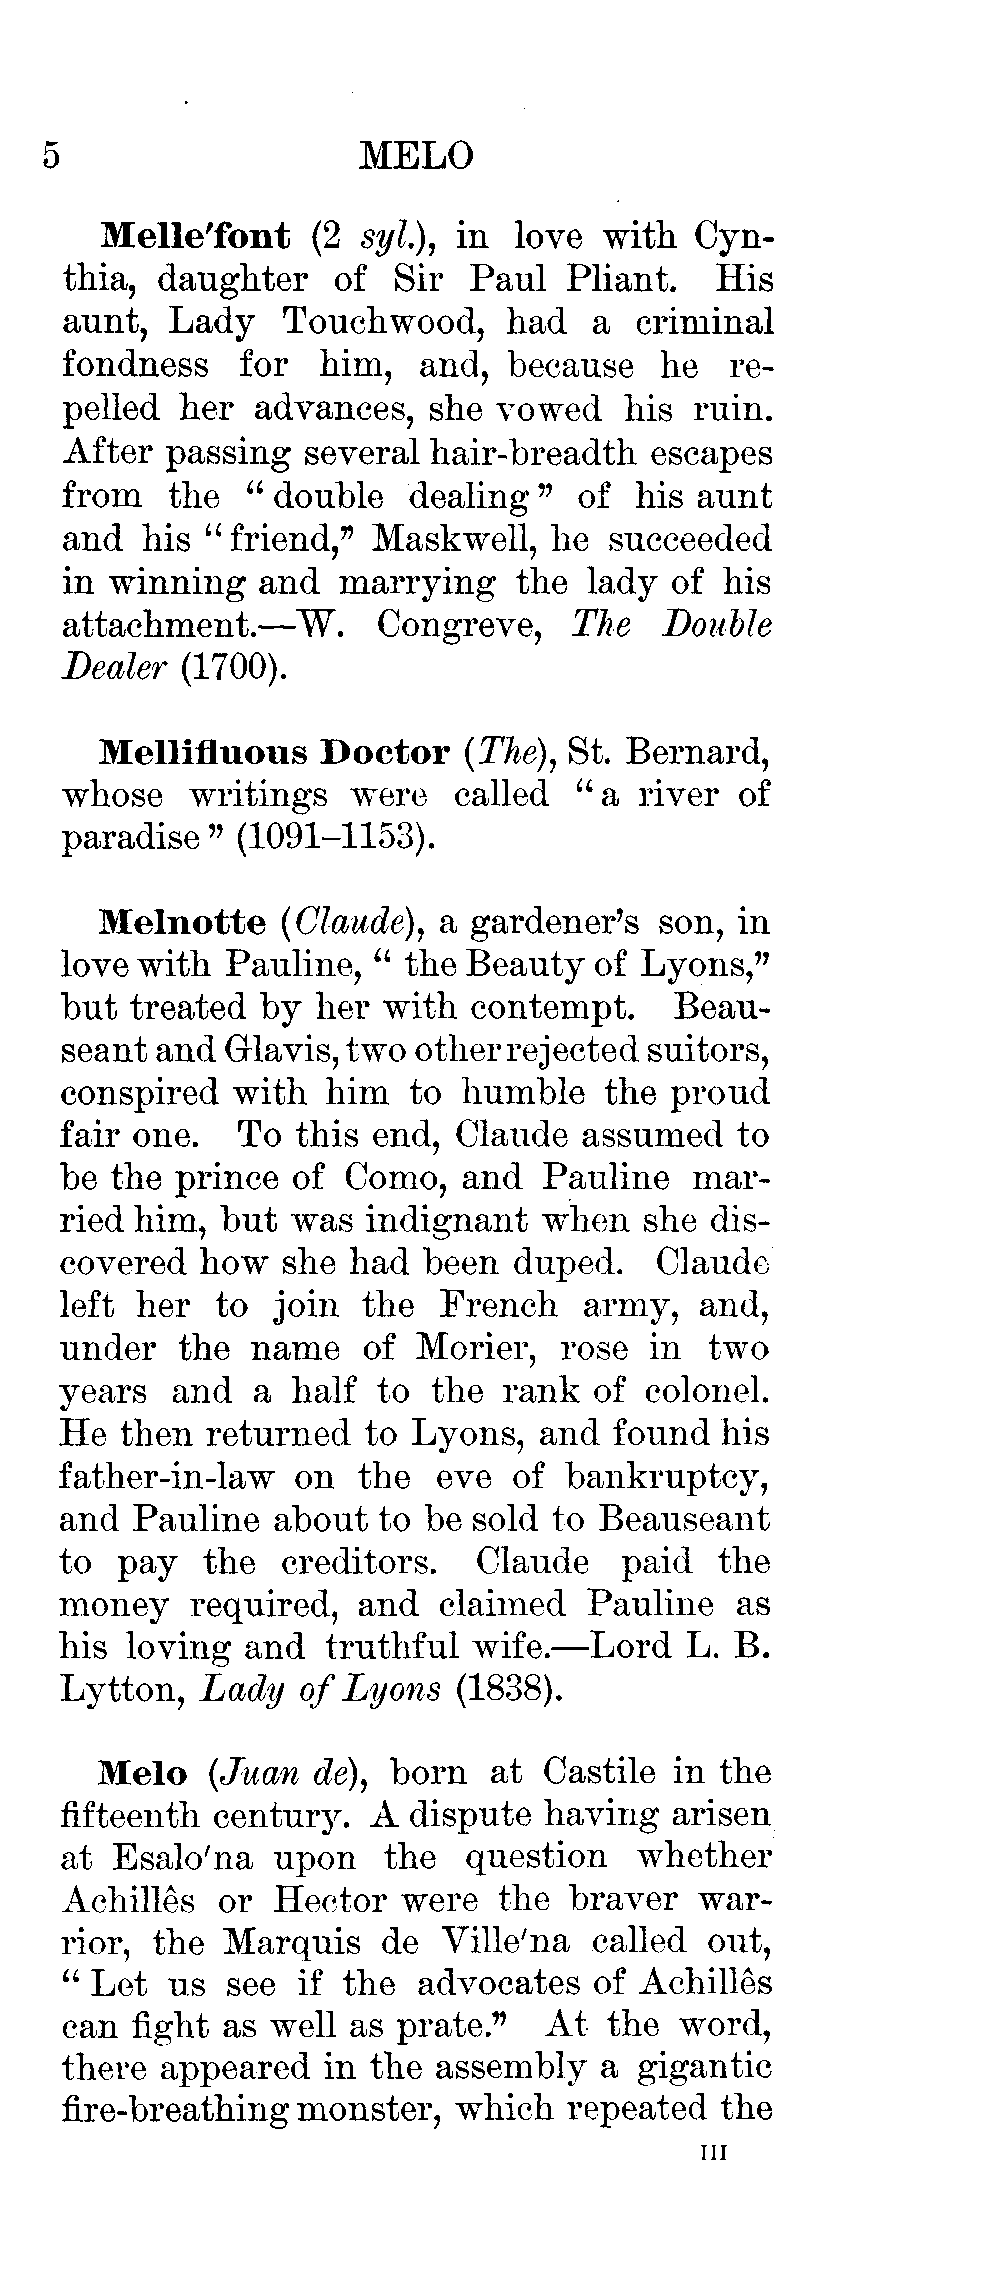 5 MELO
Melle'font (2 syl.), in love with Cyn-
thia, daughter of Sir Paul Pliant. His
aunt, Lady Touchwood, had a criminal
fondness for him, and, because he re-
pelled her advances, she vowed his ruin.
After passing several hair-breadth escapes
from the “double dealing” of his aunt
and his “friend,” Maskwell, he succeeded
in winning and marrying the lady of his
attachment.—W. Congreve, The Double
Dealer (1700).
Mellifluous Doctor (The), St. Bernard,
whose writings were called “a river of
paradise” (1091–1153).
Melnotte (Claude), a gardener's son, in
love with Pauline, “the Beauty of Lyons,”
but treated by her with contempt. Beau-
seant and Glavis, two other rejected suitors,
conspired with him to humble the proud
fair one. To this end, Claude assumed to
be the prince of Como, and Pauline mar-
ried him, but was indignant when she dis-
covered how she had been duped. Claude
left her to join the French army, and,
under the name of Morier, rose in two
years and a half to the rank of colonel.
He then returned to Lyons, and found his
father-in-law on the eve of bankruptcy,
and Pauline about to be sold to Beauseant
to pay the creditors. Claude paid the
money required, and claimed Pauline as
his loving and truthful wife.—Lord L. B.
Lytton, Lady of Lyons (1838).
Melo (Juan de), born at Castile in the
fifteenth century. A dispute having arisen
at Esalo'na upon the question whether
Achillês or Hector were the braver war-
rior, the Marquis de Ville'na called out,
“Let us see if the advocates of Achillês
can fight as well as prate.” At the word,
there appeared in the assembly a gigantic
fire-breathing monster, which repeated the
III